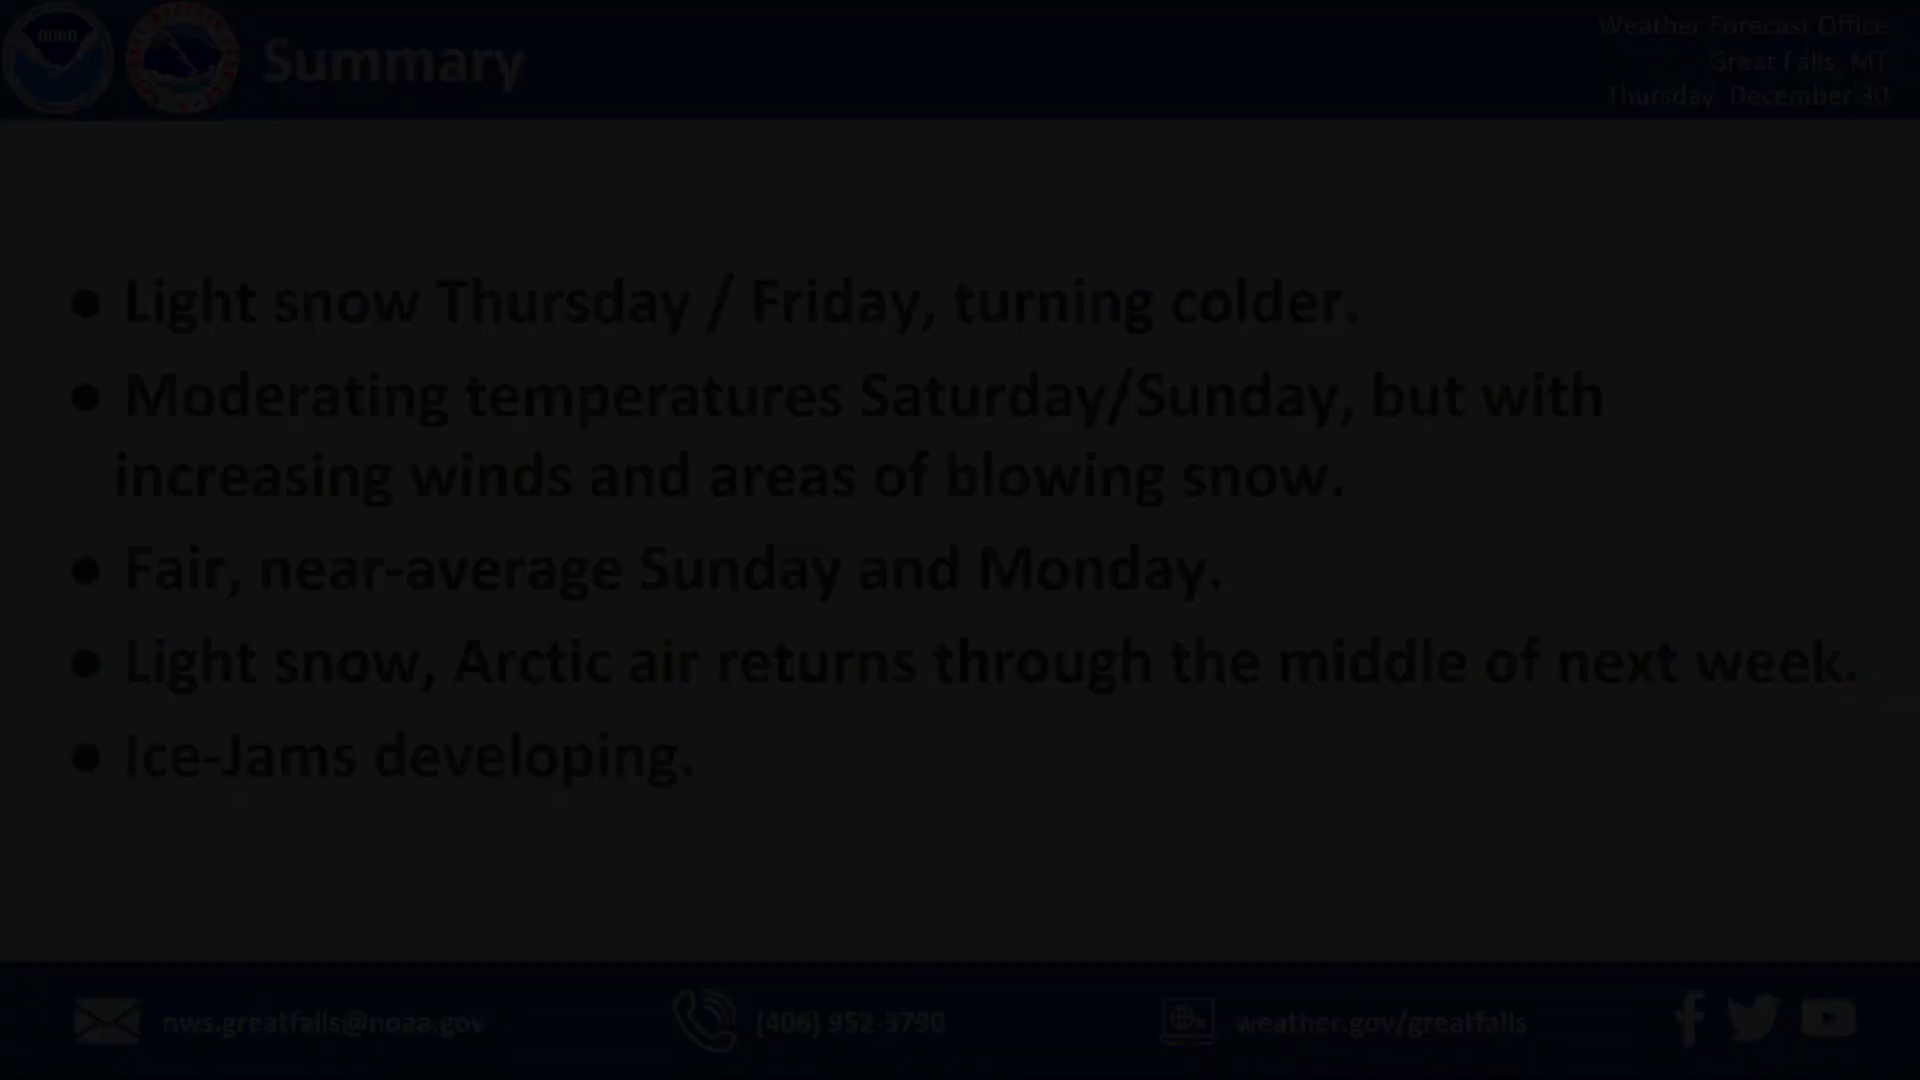 NOAA
Summary
Weather Forecast Office
Great Falls, MT
Thursday, December 30
• Light snow Thursday / Friday, turning colder.
• Moderating temperatures Saturday/Sunday, but with
increasing winds and areas of blowing snow.
• Fair, near-average Sunday and Monday.
• Light snow, Arctic air returns through the middle of next week.
• Ice-Jams developing.
nws.greatfalls@noaa.gov
(406) 952-3790
weather.gov/greatfalls